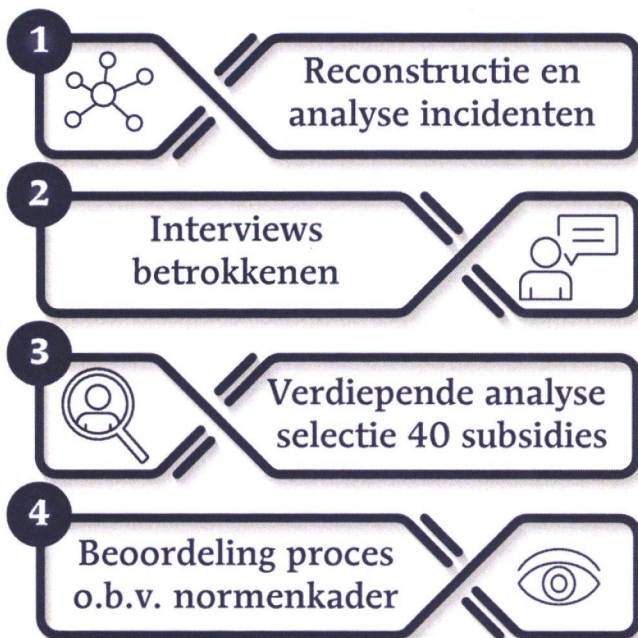 1
Reconstructie en
analyse incidenten
2
Interviews
betrokkenen
3
Verdiepende analyse
selectie 40 subsidies
4
Beoordeling proces
o.b.v. normenkader